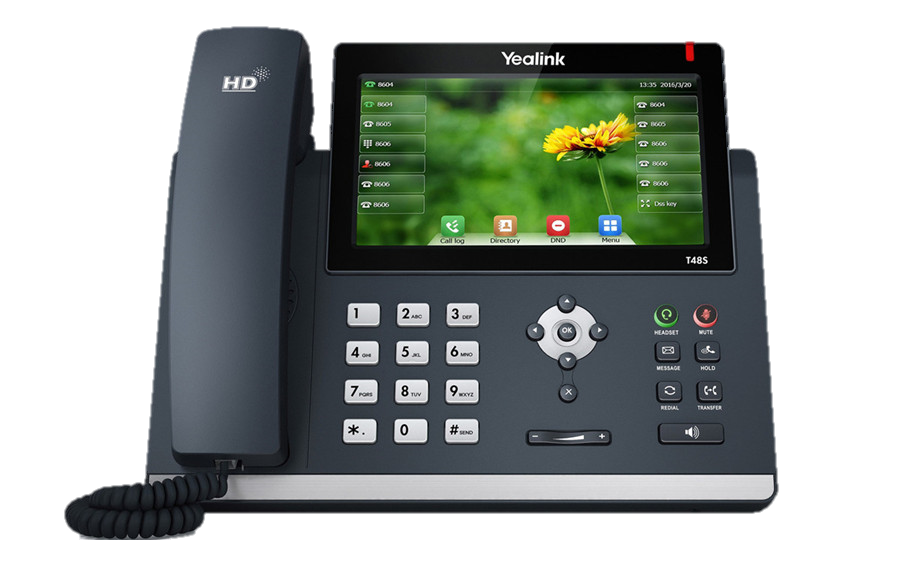 HD
Yealink
8604
13:35 2016/3/20
8604
8605
8606
8606
8606
8606
8604
8605
8606
8606
8606
Dss key
Call log
Directory
DND
Menu
T48S
1
2 ABC
3 DEF
4 GHI
5 JKL
6 MNO
7 PQRS
8 TUV
9 WXYZ
*.
0
# SEND
OK
HEADSET
MUTE
MESSAGE
HOLD
REDIAL
TRANSFER
- +